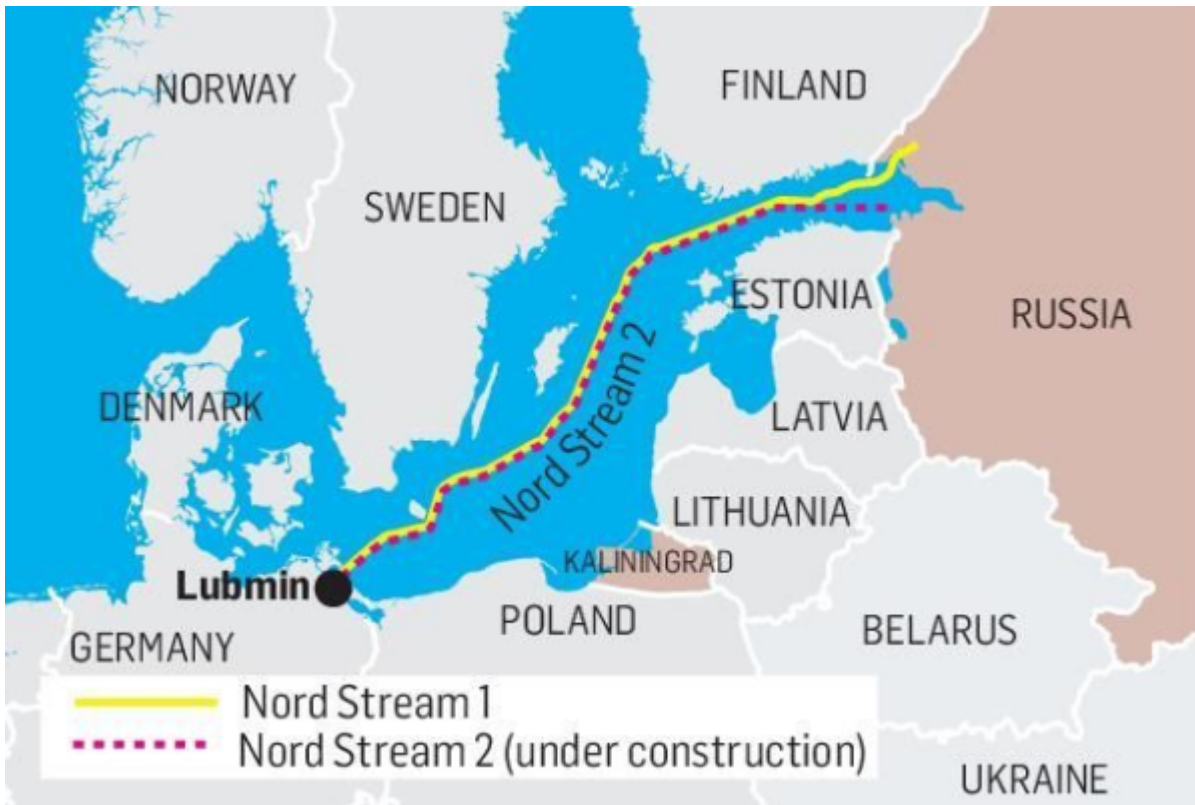 NORWAY
FINLAND
SWEDEN
ESTONIA
RUSSIA
DENMARK
LATVIA
Nord Stream 2
LITHUANIA
KALININGRAD
Lubmin
POLAND
BELARUS
GERMANY
Nord Stream 1
Nord Stream 2 (under construction)
UKRAINE